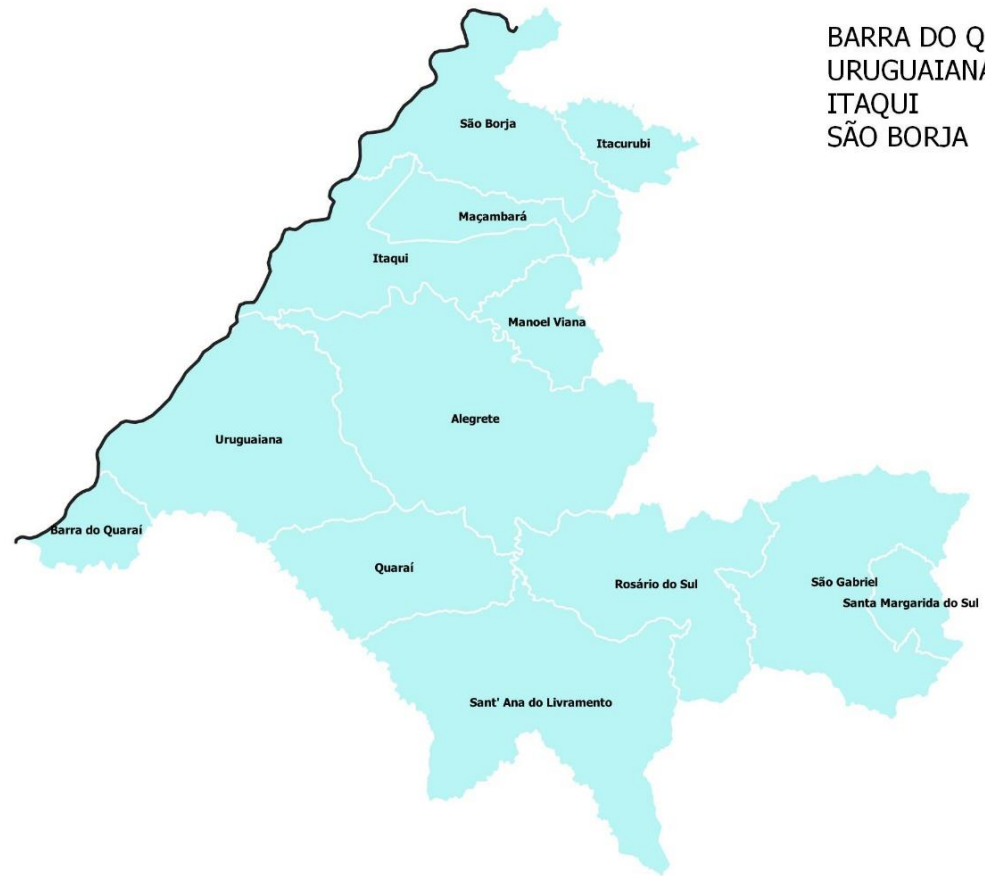 BARRA DO Q
URUGUAIANA
ITAQUI
SÃO BORJA
São Borja
Itacurubi
Maçambará
Itaqui
Manoel Viana
Alegrete
Uruguaiana
Barra do Quaraí
Quaraí
Rosário do Sul
São Gabriel
Santa Margarida do Sul
Sant' Ana do Livramento